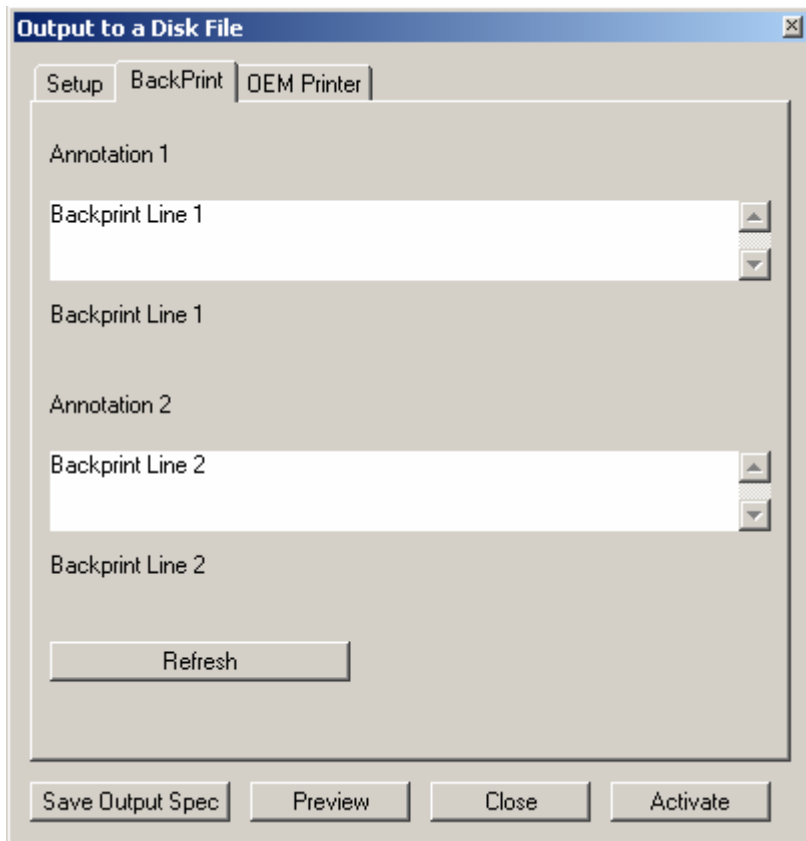 Output to a Disk File
Setup BackPrint OEM Printer
Annotation 1
Backprint Line 1
Backprint Line 1
Annotation 2
Backprint Line 2
Backprint Line 2
Refresh
Save Output Spec Preview Close Activate